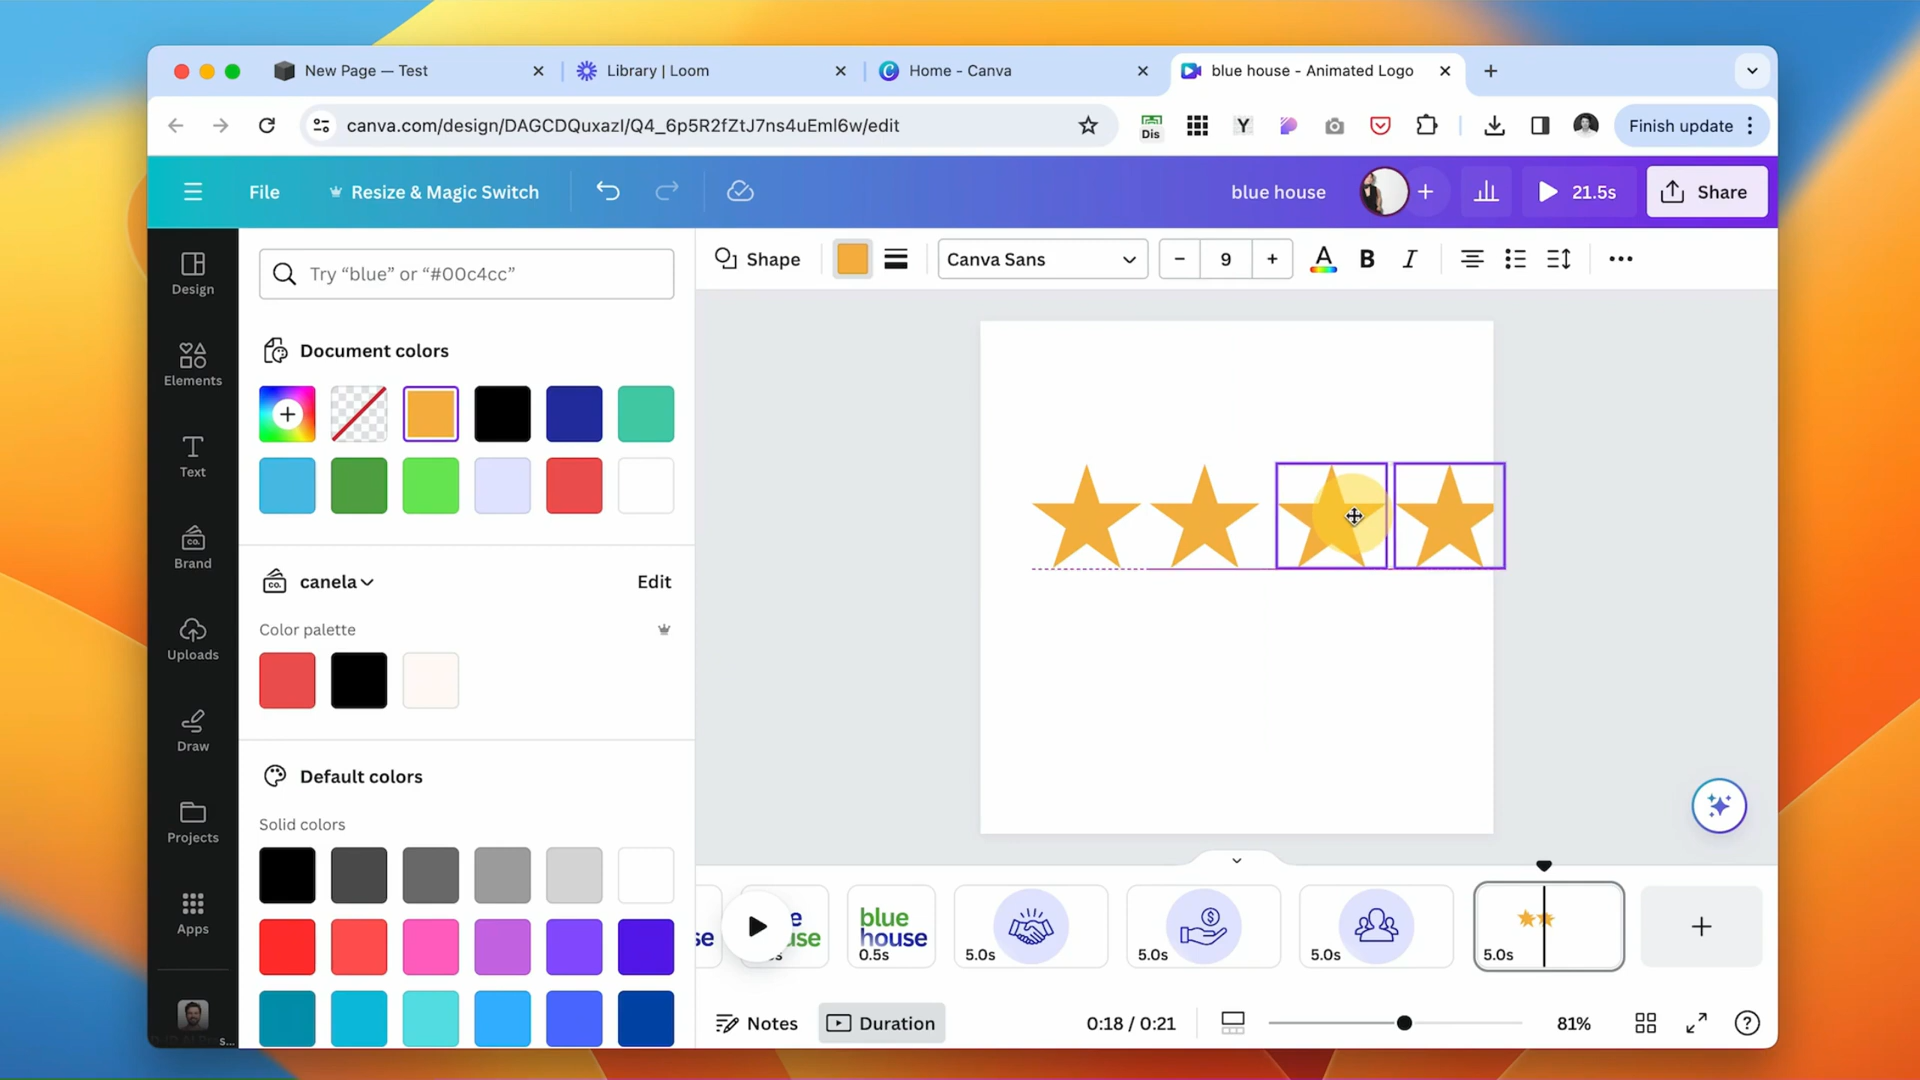 New Page — Test
Library | Loom
Home - Canva
blue house - Animated Logo
canva.com/design/DAGCDQuxazI/Q4_6p5R2fZtJ7ns4uEml6w/edit
Dis
Y
Finish update
File
Resize & Magic Switch
blue house
21.5s
Share
Design
Elements
Text
Brand
Uploads
Draw
Projects
Apps
Try “blue” or “#00c4cc”
Document colors
canela
Edit
Color palette
Default colors
Solid colors
Shape
Canva Sans
9
A
B
I
blue
house
0.5s
5.0s
5.0s
5.0s
5.0s
Notes
Duration
0:18 / 0:21
81%